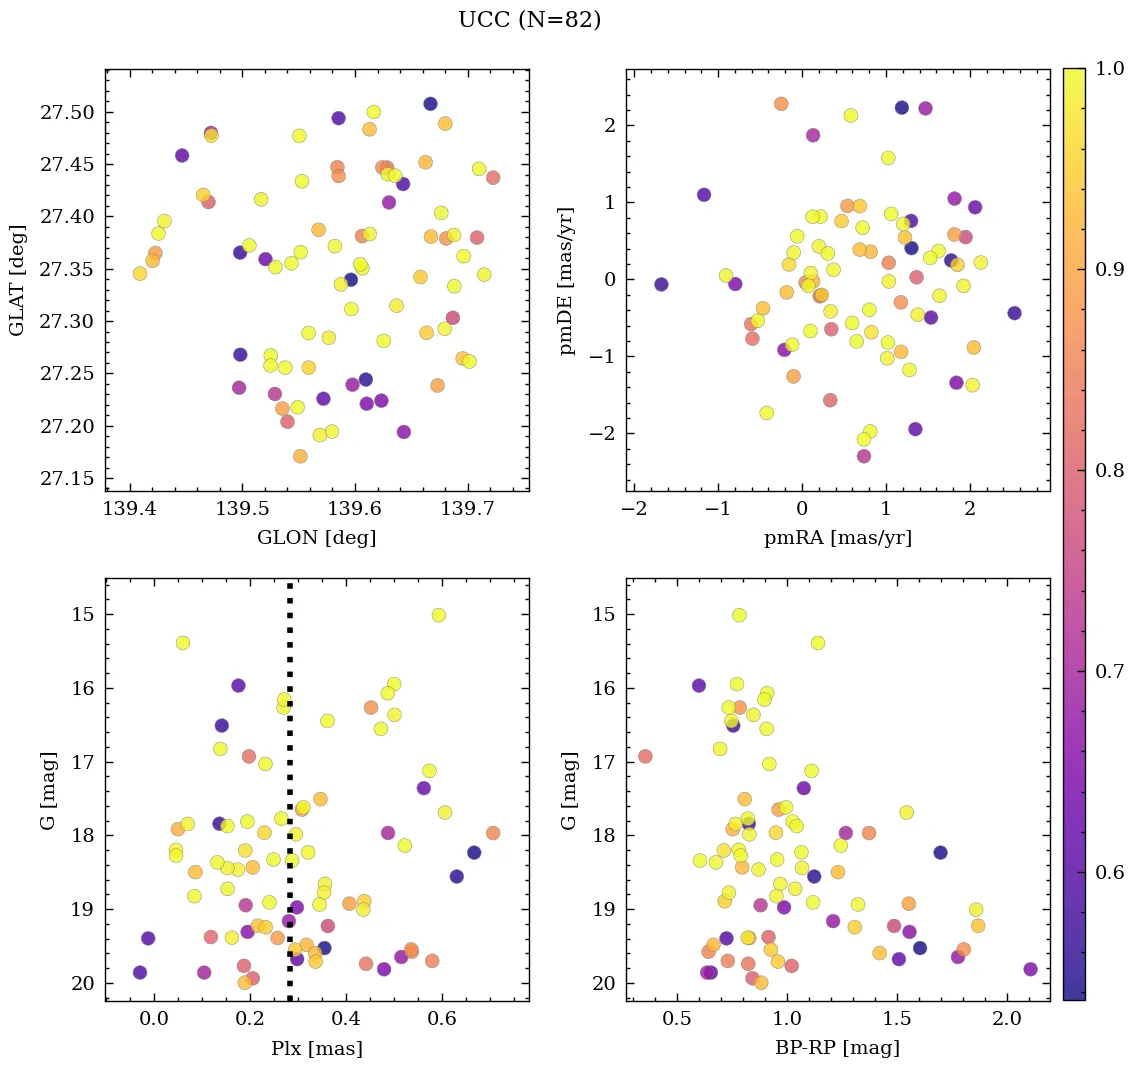 UCC (N=82)
27.50
27.45
27.40
27.35
27.30
27.25
27.20
27.15
GLAT [deg]
139.4 139.5 139.6 139.7
GLON [deg]
2
1
0
−1
−2
pmDE [mas/yr]
−2 −1 0 1 2
pmRA [mas/yr]
1.0
0.9
0.8
0.7
0.6
15
16
17
18
19
20
G [mag]
0.0 0.2 0.4 0.6
Plx [mas]
15
16
17
18
19
20
G [mag]
0.5 1.0 1.5 2.0
BP-RP [mag]